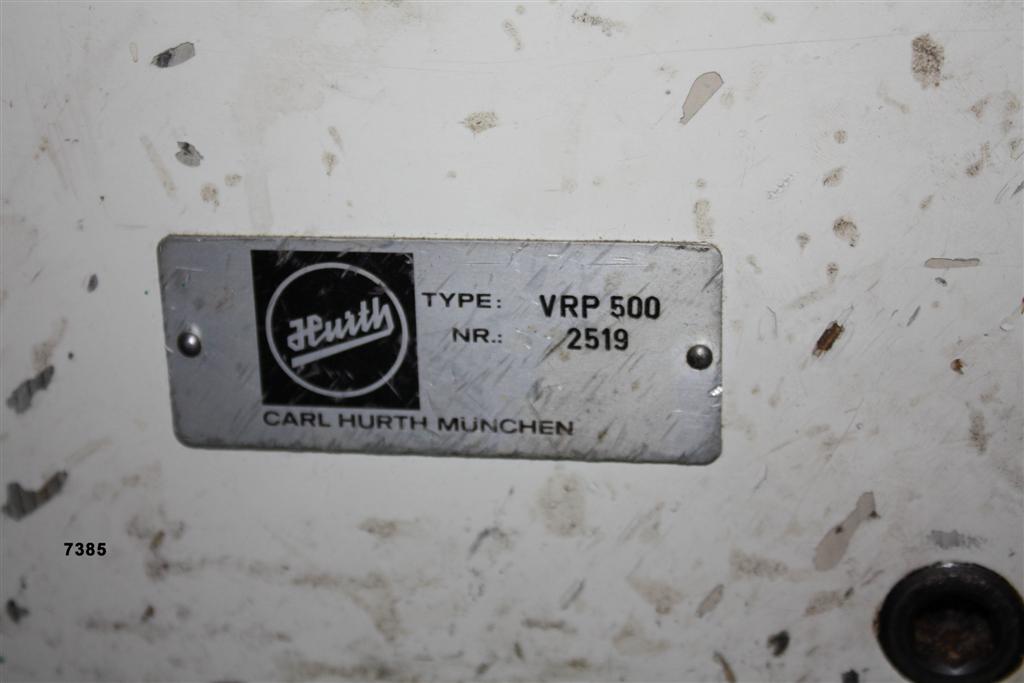 Hurth
TYPE: VRP 500
NR.: 2519
CARL HURTH MÜNCHEN
7385